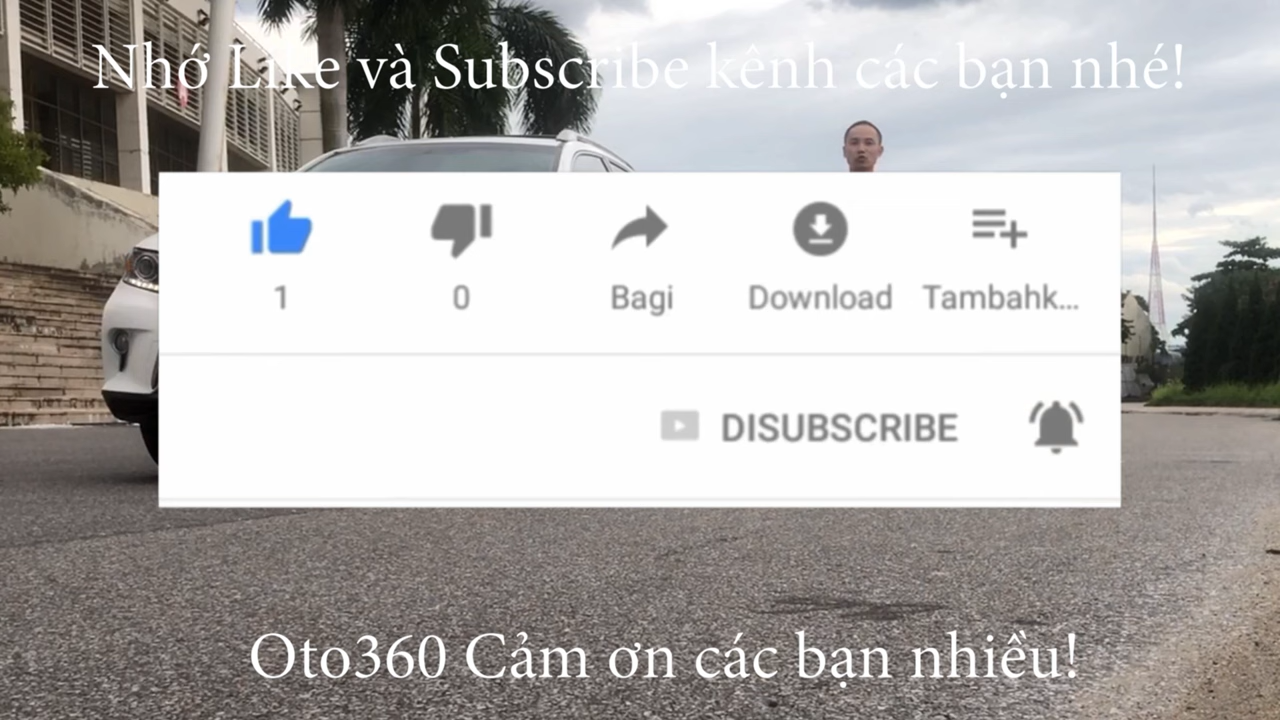 Nhớ Like và Subscribe kênh các bạn nhé!
1 0 Bagi Download Tambahk...
DISUBSCRIBE
Oto360 Cảm ơn các bạn nhiều!